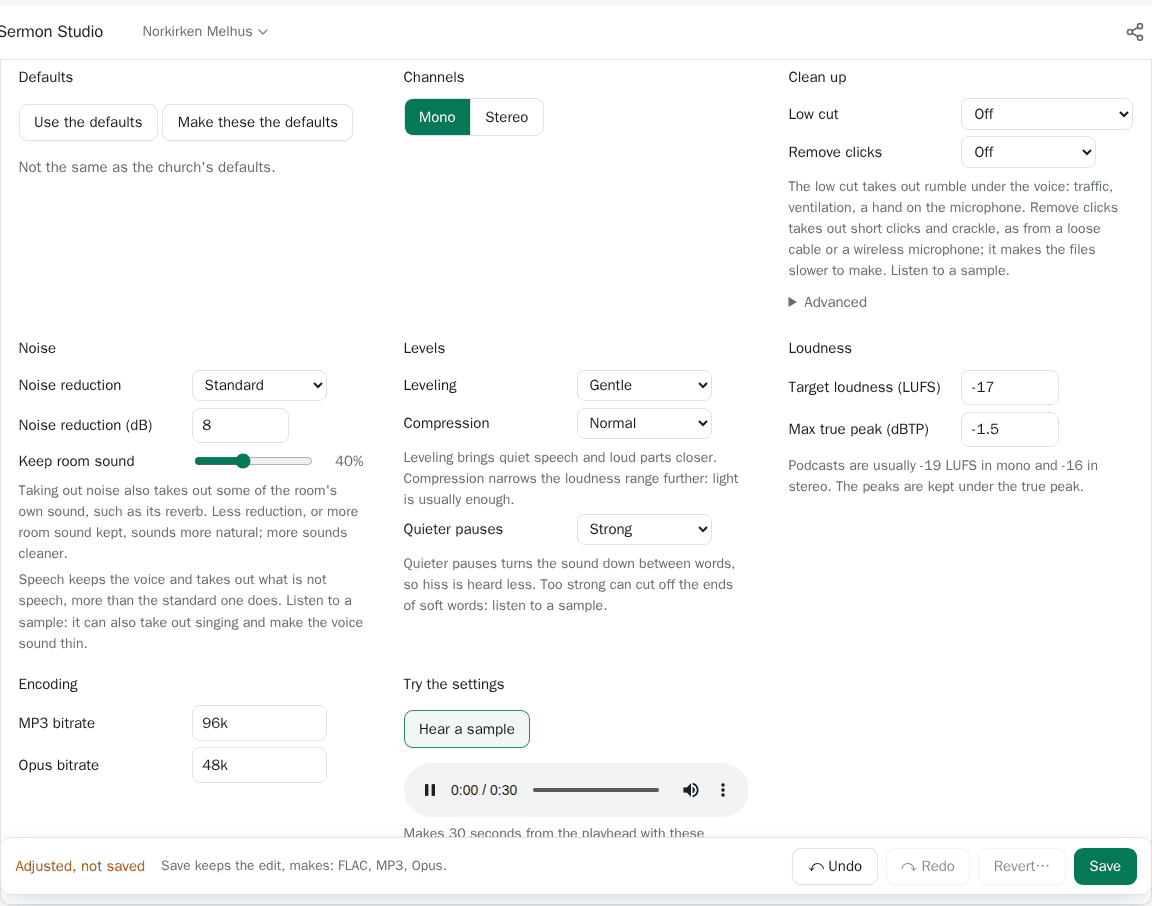 Sermon Studio
Norkirken Melhus
Defaults
Use the defaults
Make these the defaults
Not the same as the church's defaults.
Channels
Mono
Stereo
Clean up
Low cut
Off
Remove clicks
Off
The low cut takes out rumble under the voice: traffic,
ventilation, a hand on the microphone. Remove clicks
takes out short clicks and crackle, as from a loose
cable or a wireless microphone; it makes the files
slower to make. Listen to a sample.
Advanced
Noise
Noise reduction
Standard
Noise reduction (dB)
8
Keep room sound
40%
Taking out noise also takes out some of the room's
own sound, such as its reverb. Less reduction, or more
room sound kept, sounds more natural; more sounds
cleaner.
Speech keeps the voice and takes out what is not
speech, more than the standard one does. Listen to a
sample: it can also take out singing and make the voice
sound thin.
Levels
Leveling
Gentle
Compression
Normal
Leveling brings quiet speech and loud parts closer.
Compression narrows the loudness range further: light
is usually enough.
Quieter pauses
Strong
Quieter pauses turns the sound down between words,
so hiss is heard less. Too strong can cut off the ends
of soft words: listen to a sample.
Loudness
Target loudness (LUFS)
-17
Max true peak (dBTP)
-1.5
Podcasts are usually -19 LUFS in mono and -16 in
stereo. The peaks are kept under the true peak.
Encoding
MP3 bitrate
96k
Opus bitrate
48k
Try the settings
Hear a sample
0:00 / 0:30
Makes 30 seconds from the playhead with these
Adjusted, not saved
Save keeps the edit, makes: FLAC, MP3, Opus.
Undo
Redo
Revert…
Save